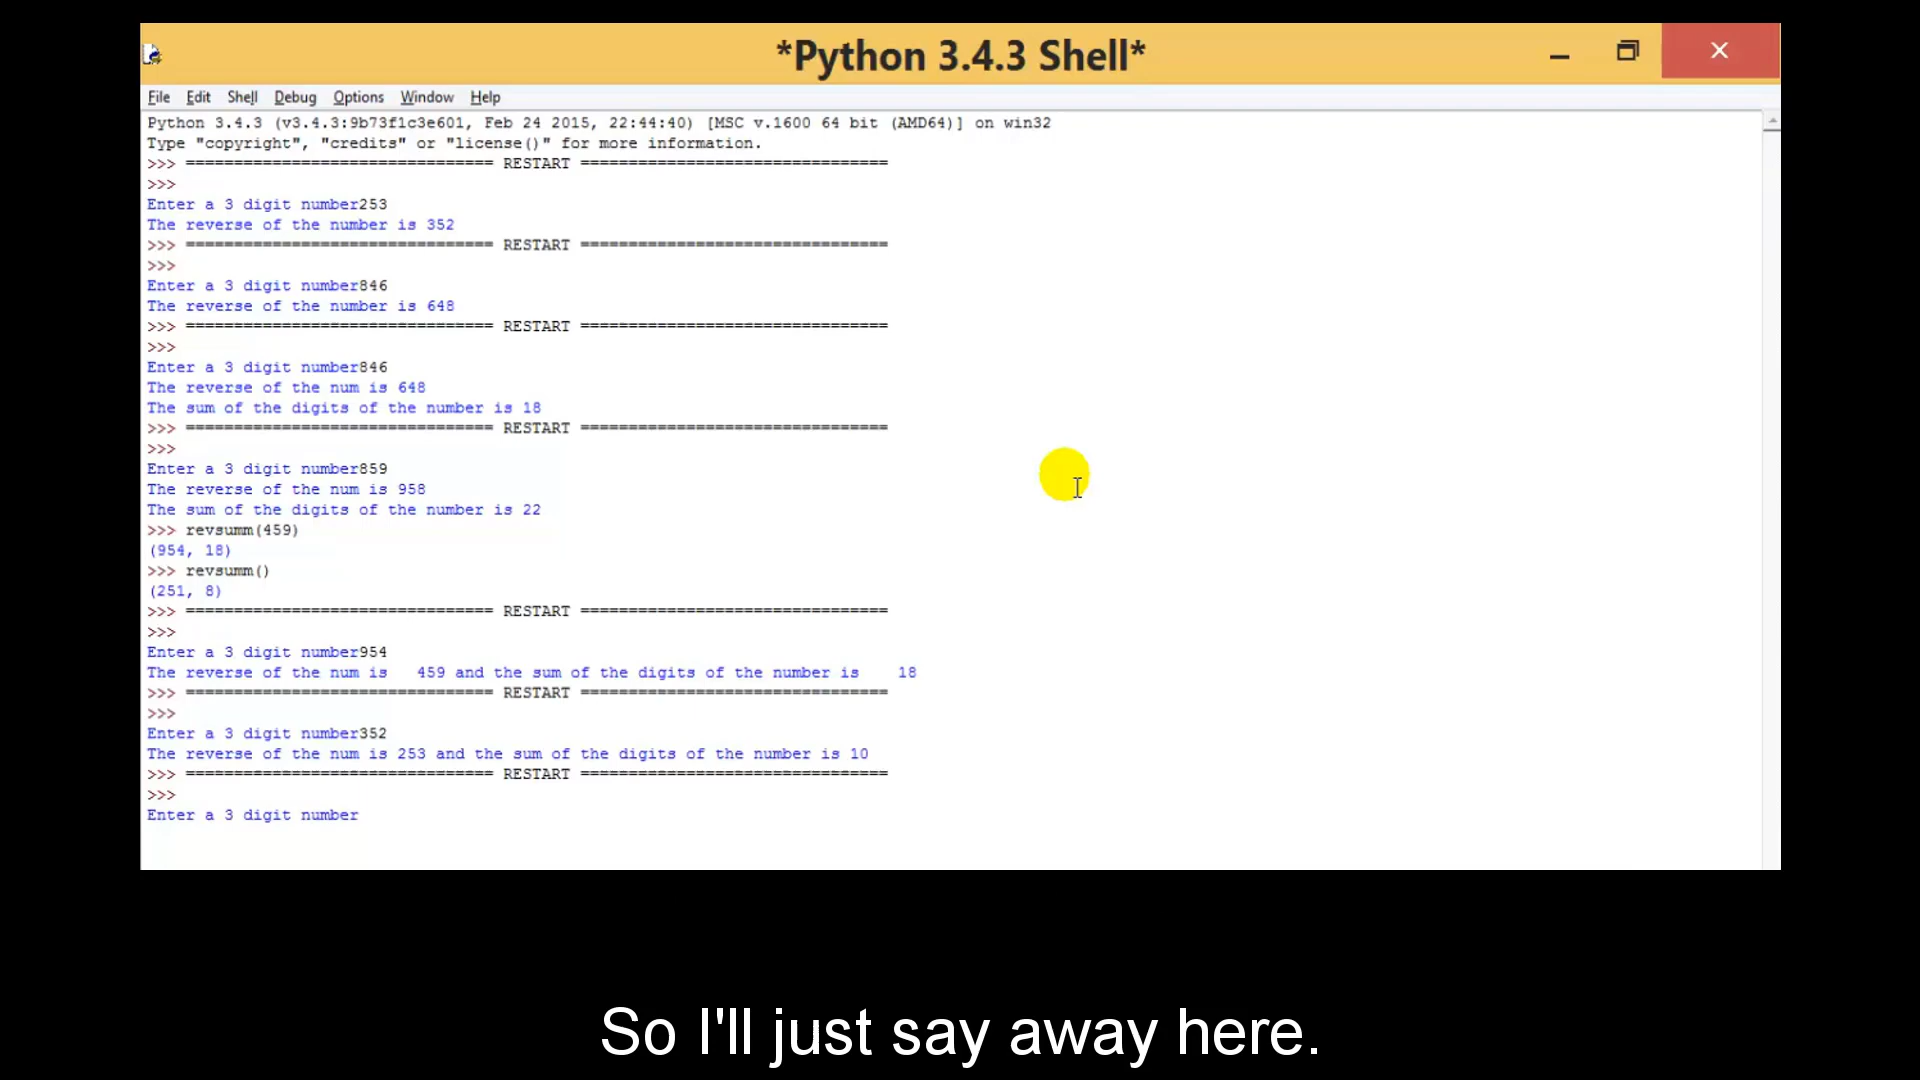 *Python 3.4.3 Shell*
File Edit Shell Debug Options Window Help
Python 3.4.3 (v3.4.3:9b73f1c3e601, Feb 24 2015, 22:44:40) [MSC v.1600 64 bit (AMD64)] on win32
Type "copyright", "credits" or "license()" for more information.
>>> ================================ RESTART ================================
>>>
Enter a 3 digit number253
The reverse of the number is 352
>>> ================================ RESTART ================================
>>>
Enter a 3 digit number846
The reverse of the number is 648
>>> ================================ RESTART ================================
>>>
Enter a 3 digit number846
The reverse of the num is 648
The sum of the digits of the number is 18
>>> ================================ RESTART ================================
>>>
Enter a 3 digit number859
The reverse of the num is 958
The sum of the digits of the number is 22
>>> revsumm(459)
(954, 18)
>>> revsumm()
(251, 8)
>>> ================================ RESTART ================================
>>>
Enter a 3 digit number954
The reverse of the num is   459 and the sum of the digits of the number is    18
>>> ================================ RESTART ================================
>>>
Enter a 3 digit number352
The reverse of the num is 253 and the sum of the digits of the number is 10
>>> ================================ RESTART ================================
>>>
Enter a 3 digit number
So I'll just say away here.